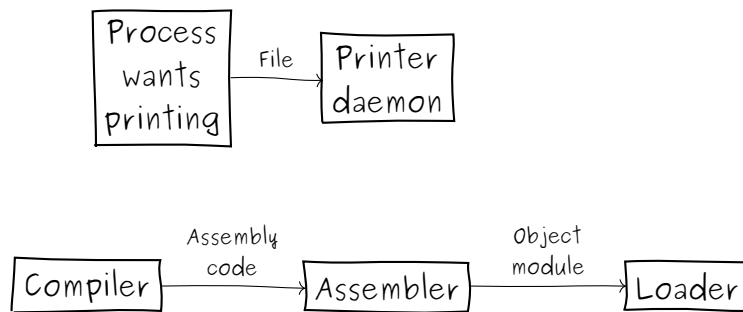 Process
wants
printing
File
Printer
daemon
Assembly
code
Object
module
Compiler
Assembler
Loader